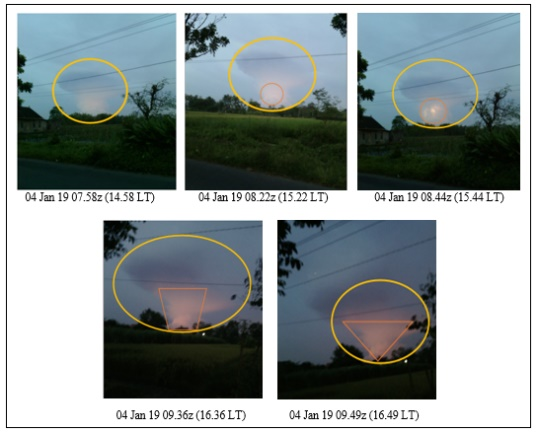 04 Jan 19 07.58z (14.58 LT)
04 Jan 19 08.22z (15.22 LT)
04 Jan 19 08.44z (15.44 LT)
04 Jan 19 09.36z (16.36 LT)
04 Jan 19 09.49z (16.49 LT)